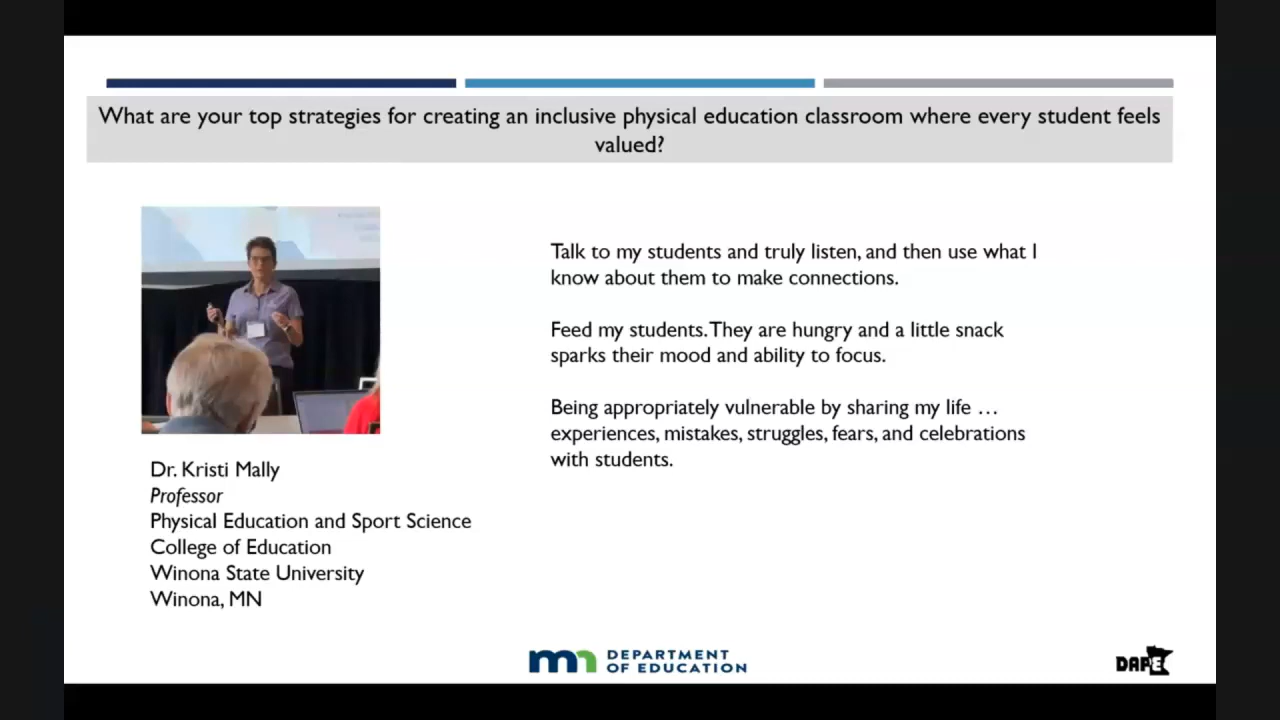 What are your top strategies for creating an inclusive physical education classroom where every student feels
valued?
Talk to my students and truly listen, and then use what I
know about them to make connections.
Feed my students. They are hungry and a little snack
sparks their mood and ability to focus.
Being appropriately vulnerable by sharing my life …
experiences, mistakes, struggles, fears, and celebrations
with students.
Dr. Kristi Mally
Professor
Physical Education and Sport Science
College of Education
Winona State University
Winona, MN
mn DEPARTMENT
OF EDUCATION
DAPE